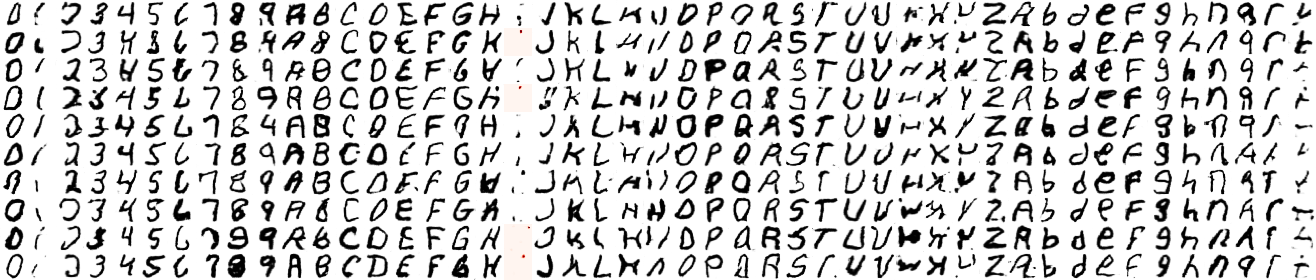 0 1 2 3 4 5 6 7 8 9 A B C D E F G H I J K L M N O P Q R S T U V W X Y Z A b d e F g h n q r t
0 1 2 3 4 5 6 7 8 9 A B C D E F G H I J K L M N O P Q R S T U V W X Y Z A b d e F g h n q r t
0 1 2 3 4 5 6 7 8 9 A B C D E F G H I J K L M N O P Q R S T U V W X Y Z A b d e F g h n q r t
0 1 2 3 4 5 6 7 8 9 A B C D E F G H I J K L M N O P Q R S T U V W X Y Z A b d e F g h n q r t
0 1 2 3 4 5 6 7 8 9 A B C D E F G H I J K L M N O P Q R S T U V W X Y Z a b d e F g h n q r t
0 1 2 3 4 5 6 7 8 9 A B C D E F G H I J K L M N O P Q R S T U V W X Y Z a b d e F g h n q r t
0 1 2 3 4 5 6 7 8 9 A B C D E F G H I J K L M N O P Q R S T U V W X Y Z A b d e F g h n q r t
0 1 2 3 4 5 6 7 8 9 A B C D E F G H I J K L M N O P Q R S T U V W X Y Z A b d e F g h n q r t
0 1 2 3 4 5 6 7 8 9 A B C D E F G H I J K L M N O P Q R S T U V W X Y Z A b d e F g h n q r t
0 1 2 3 4 5 6 7 8 9 A B C D E F G H I J K L M N O P Q R S T U V W X Y Z A b d e F g h n q r t